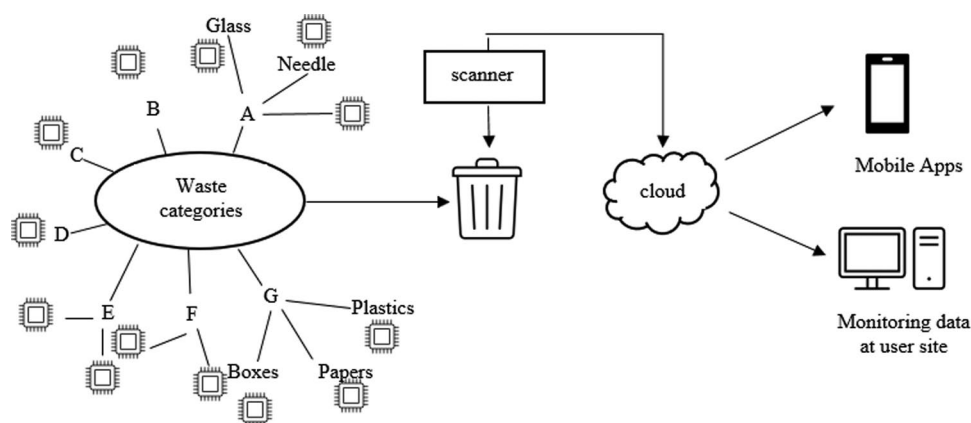 Glass
Needle
B
A
C
Waste
categories
D
E
F
G
Plastics
Boxes
Papers
scanner
cloud
Mobile Apps
Monitoring data
at user site